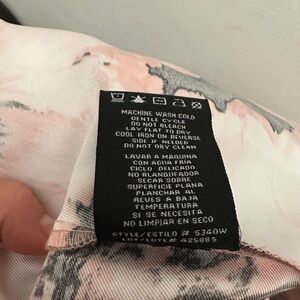 MACHINE WASH COLD
GENTLE CYCLE
DO NOT BLEACH
LAY FLAT TO DRY
COOL IRON ON REVERSE
SIDE IF NEEDED
DO NOT DRY CLEAN
LAVAR A MAQUINA
CON AGUA FRIA
CICLO DELICADO
NO BLANQUEADOR
SECAR SOBRE
SUPERFICIE PLANA
PLANCHAR AL
REVES A BAJA
TEMPERATURA
SI SE NECESITA
NO LIMPIAR EN SECO
STYLE/ESTILO # 5340W
LOT/LOTE# 425085